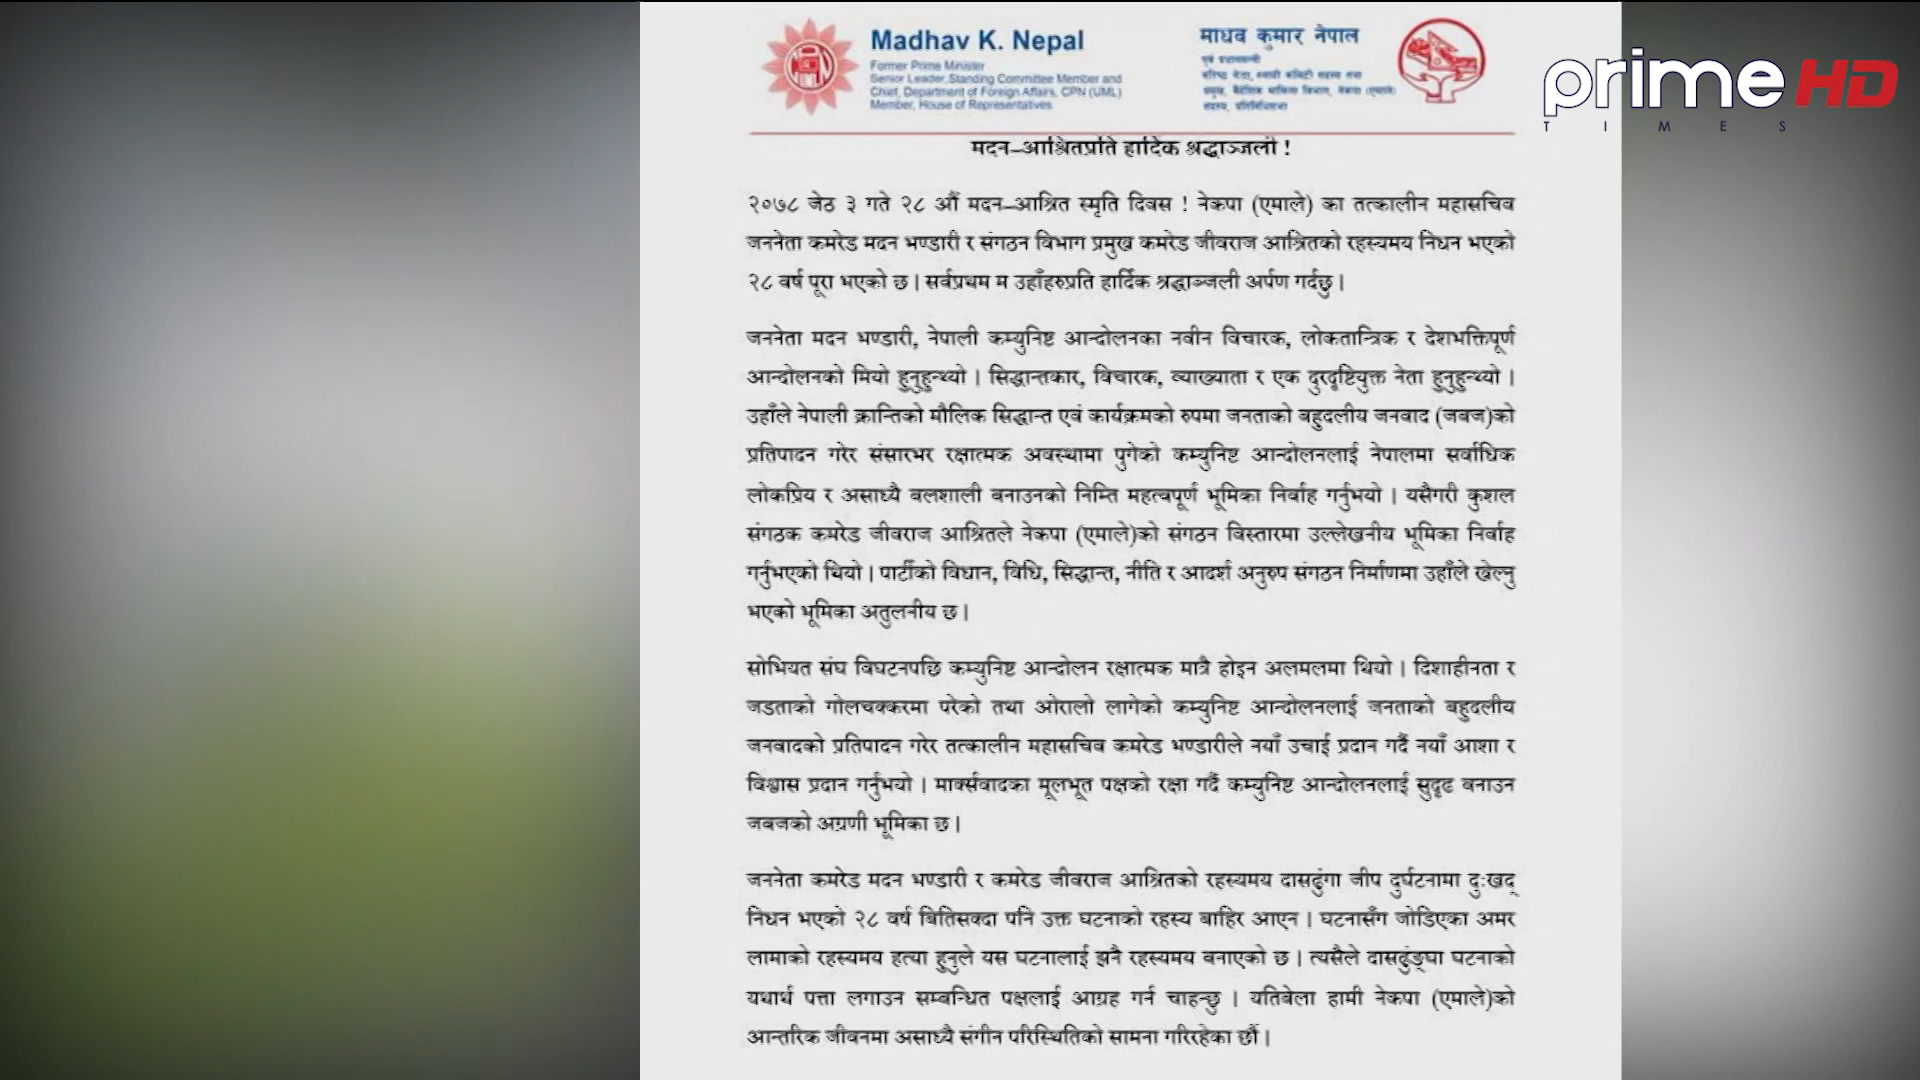 Madhav K. Nepal
Former Prime Minister
Senior Leader, Standing Committee Member and
Chief, Department of Foreign Affairs, CPN (UML)
Member, House of Representatives
माधव कुमार नेपाल
पूर्व प्रधानमन्त्री
वरिष्ठ नेता, स्थायी कमिटी सदस्य तथा
प्रमुख, वैदेशिक मामिला विभाग, नेकपा (एमाले)
सदस्य, प्रतिनिधिसभा
prime HD
TIMES
मदन–आश्रितप्रति हार्दिक श्रद्धाञ्जली !
२०७८ जेठ ३ गते २८ औं मदन–आश्रित स्मृति दिवस ! नेकपा (एमाले) का तत्कालीन महासचिव
जननेता कमरेड मदन भण्डारी र संगठन विभाग प्रमुख कमरेड जीवराज आश्रितको रहस्यमय निधन भएको
२८ वर्ष पूरा भएको छ । सर्वप्रथम म उहाँहरुप्रति हार्दिक श्रद्धाञ्जली अर्पण गर्दछु ।
जननेता मदन भण्डारी, नेपाली कम्युनिष्ट आन्दोलनका नवीन विचारक, लोकतान्त्रिक र देशभक्तिपूर्ण
आन्दोलनको मियो हुनुहुन्थ्यो । सिद्धान्तकार, विचारक, व्याख्याता र एक दुरदृष्टियुक्त नेता हुनुहुन्थ्यो ।
उहाँले नेपाली क्रान्तिको मौलिक सिद्धान्त एवं कार्यक्रमको रुपमा जनताको बहुदलीय जनवाद (जबज)को
प्रतिपादन गरेर संसारभर रक्षात्मक अवस्थामा पुगेको कम्युनिष्ट आन्दोलनलाई नेपालमा सर्वाधिक
लोकप्रिय र असाध्यै बलशाली बनाउनको निम्ति महत्वपूर्ण भूमिका निर्वाह गर्नुभयो । यसैगरी कुशल
संगठक कमरेड जीवराज आश्रितले नेकपा (एमाले)को संगठन विस्तारमा उल्लेखनीय भूमिका निर्वाह
गर्नुभएको थियो । पार्टीको विधान, विधि, सिद्धान्त, नीति र आदर्श अनुरुप संगठन निर्माणमा उहाँले खेल्नु
भएको भूमिका अतुलनीय छ ।
सोभियत संघ विघटनपछि कम्युनिष्ट आन्दोलन रक्षात्मक मात्रै होइन अलमलमा थियो । दिशाहीनता र
जडताको गोलचक्करमा परेको तथा ओरालो लागेको कम्युनिष्ट आन्दोलनलाई जनताको बहुदलीय
जनवादको प्रतिपादन गरेर तत्कालीन महासचिव कमरेड भण्डारीले नयाँ उचाई प्रदान गर्दै नयाँ आशा र
विश्वास प्रदान गर्नुभयो । मार्क्सवादका मूलभूत पक्षको रक्षा गर्दै कम्युनिष्ट आन्दोलनलाई सुदृढ बनाउन
जबजको अग्रणी भूमिका छ ।
जननेता कमरेड मदन भण्डारी र कमरेड जीवराज आश्रितको रहस्यमय दासढुंगा जीप दुर्घटनामा दुःखद्
निधन भएको २८ वर्ष बितिसक्दा पनि उक्त घटनाको रहस्य बाहिर आएन । घटनासँग जोडिएका अमर
लामाको रहस्यमय हत्या हुनुले यस घटनालाई झनै रहस्यमय बनाएको छ । त्यसैले दासढुंङ्घा घटनाको
यथार्थ पत्ता लगाउन सम्बन्धित पक्षलाई आग्रह गर्न चाहन्छु । यतिबेला हामी नेकपा (एमाले)को
आन्तरिक जीवनमा असाध्यै संगीन परिस्थितिको सामना गरिरहेका छौं ।